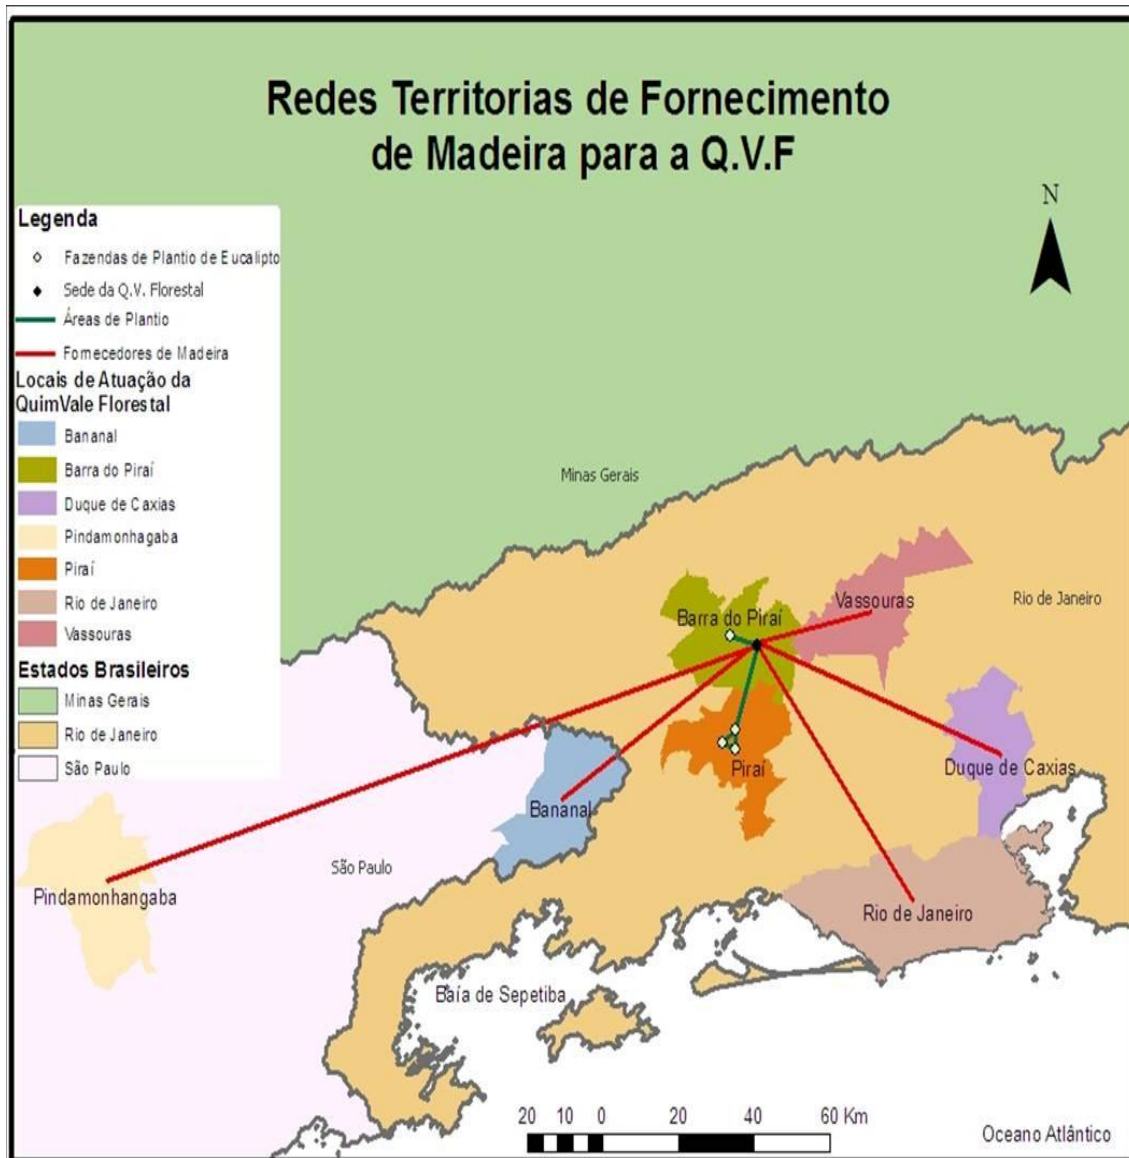 Redes Territorias de Fornecimento
de Madeira para a Q.V.F
N
Legenda
Fazendas de Plantio de Eucalipto
Sede da Q.V. Florestal
Áreas de Plantio
Fornecedores de Madeira
Locais de Atuação da
QuimVale Florestal
Bananal
Barra do Piraí
Duque de Caxias
Pindamonhagaba
Piraí
Rio de Janeiro
Vassouras
Estados Brasileiros
Minas Gerais
Rio de Janeiro
São Paulo
Minas Gerais
Vassouras
Rio de Janeiro
Barra do Piraí
Piraí
Duque de Caxias
Bananal
São Paulo
Pindamonhangaba
Rio de Janeiro
Baía de Sepetiba
20 10 0 20 40 60 Km
Oceano Atlântico